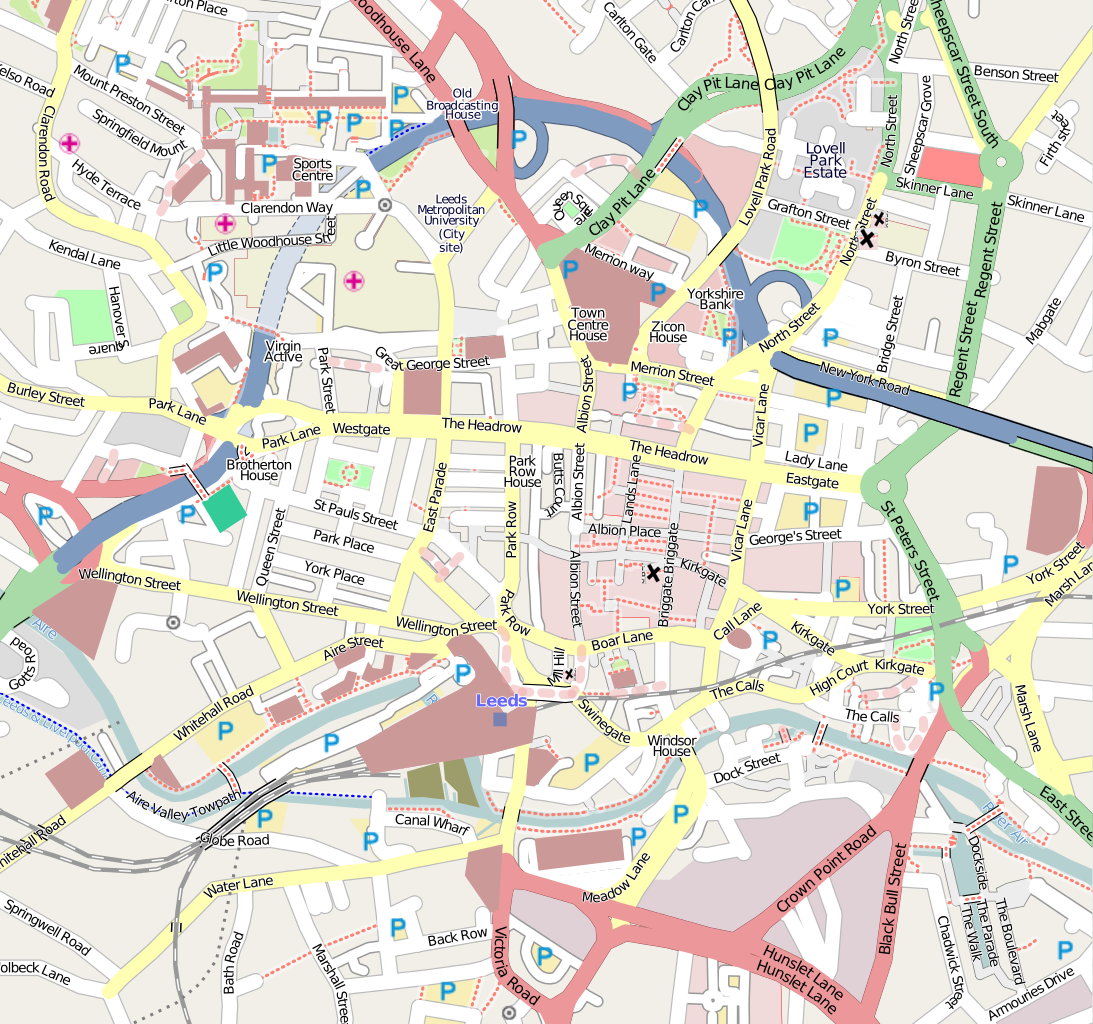 Woodhouse Lane
Carlton Gate
North Street
Sheepscar Street South
Benson Street
Clay Pit Lane
Clay Pit Lane
Mount Preston Street
P
Old
Broadcasting
House
P
Clarendon Road
Springfield Mount
P
P
P
P
North Street
Sheepscar Grove
Firth Street
Hyde Terrace
P
Sports
Centre
P
Lovell
Park
Estate
Skinner Lane
Skinner Lane
Clarendon Way
Leeds
Metropolitan
University
(City
site)
Clay Pit Lane
P
Lovell Park Road
Grafton Street
North Street
Little Woodhouse Street
Kendal Lane
P
Merrion way
P
P
Byron Street
Regent Street
Hanover Square
Yorkshire
Bank
Town
Centre
House
Zicon
House
P
North Street
P
Bridge Street
Mabgate
Virgin
Active
Park Street
Great George Street
Merrion Street
New York Road
Regent Street
Burley Street
Park Lane
Albion Street
P
P
Vicar Lane
Park Lane
Westgate
The Headrow
The Headrow
P
Lady Lane
Eastgate
Brotherton
House
Park
Row
House
Butts Court
Albion Street
Lands Lane
East Parade
P
P
St Pauls Street
Park Place
Park Row
Albion Place
Vicar Lane
P
George's Street
St Peters Street
Queen Street
York Place
Albion Street
Kirkgate
Briggate
Briggate
P
York Street
Marsh Lane
Wellington Street
Wellington Street
Wellington Street
Park Row
Boar Lane
Call Lane
P
York Street
Kirkgate
Aire
Gotts Road
Aire Street
Mill Hill
P
P
High Court
Kirkgate
P
Leeds
The Calls
The Calls
Whitehall Road
P
P
Swinegate
P
Windsor
House
Dock Street
Marsh Lane
East Street
Aire Valley Towpath
P
Canal Wharf
P
P
P
Globe Road
Whitehall Road
Water Lane
Meadow Lane
Crown Point Road
Black Bull Street
Dockside
The Parade
The Walk
The Boulevard
Springwell Road
Back Row
P
Bath Road
Marshall Street
Victoria Road
P
P
Hunslet Lane
Hunslet Lane
Chadwick Street
P
Armouries Drive